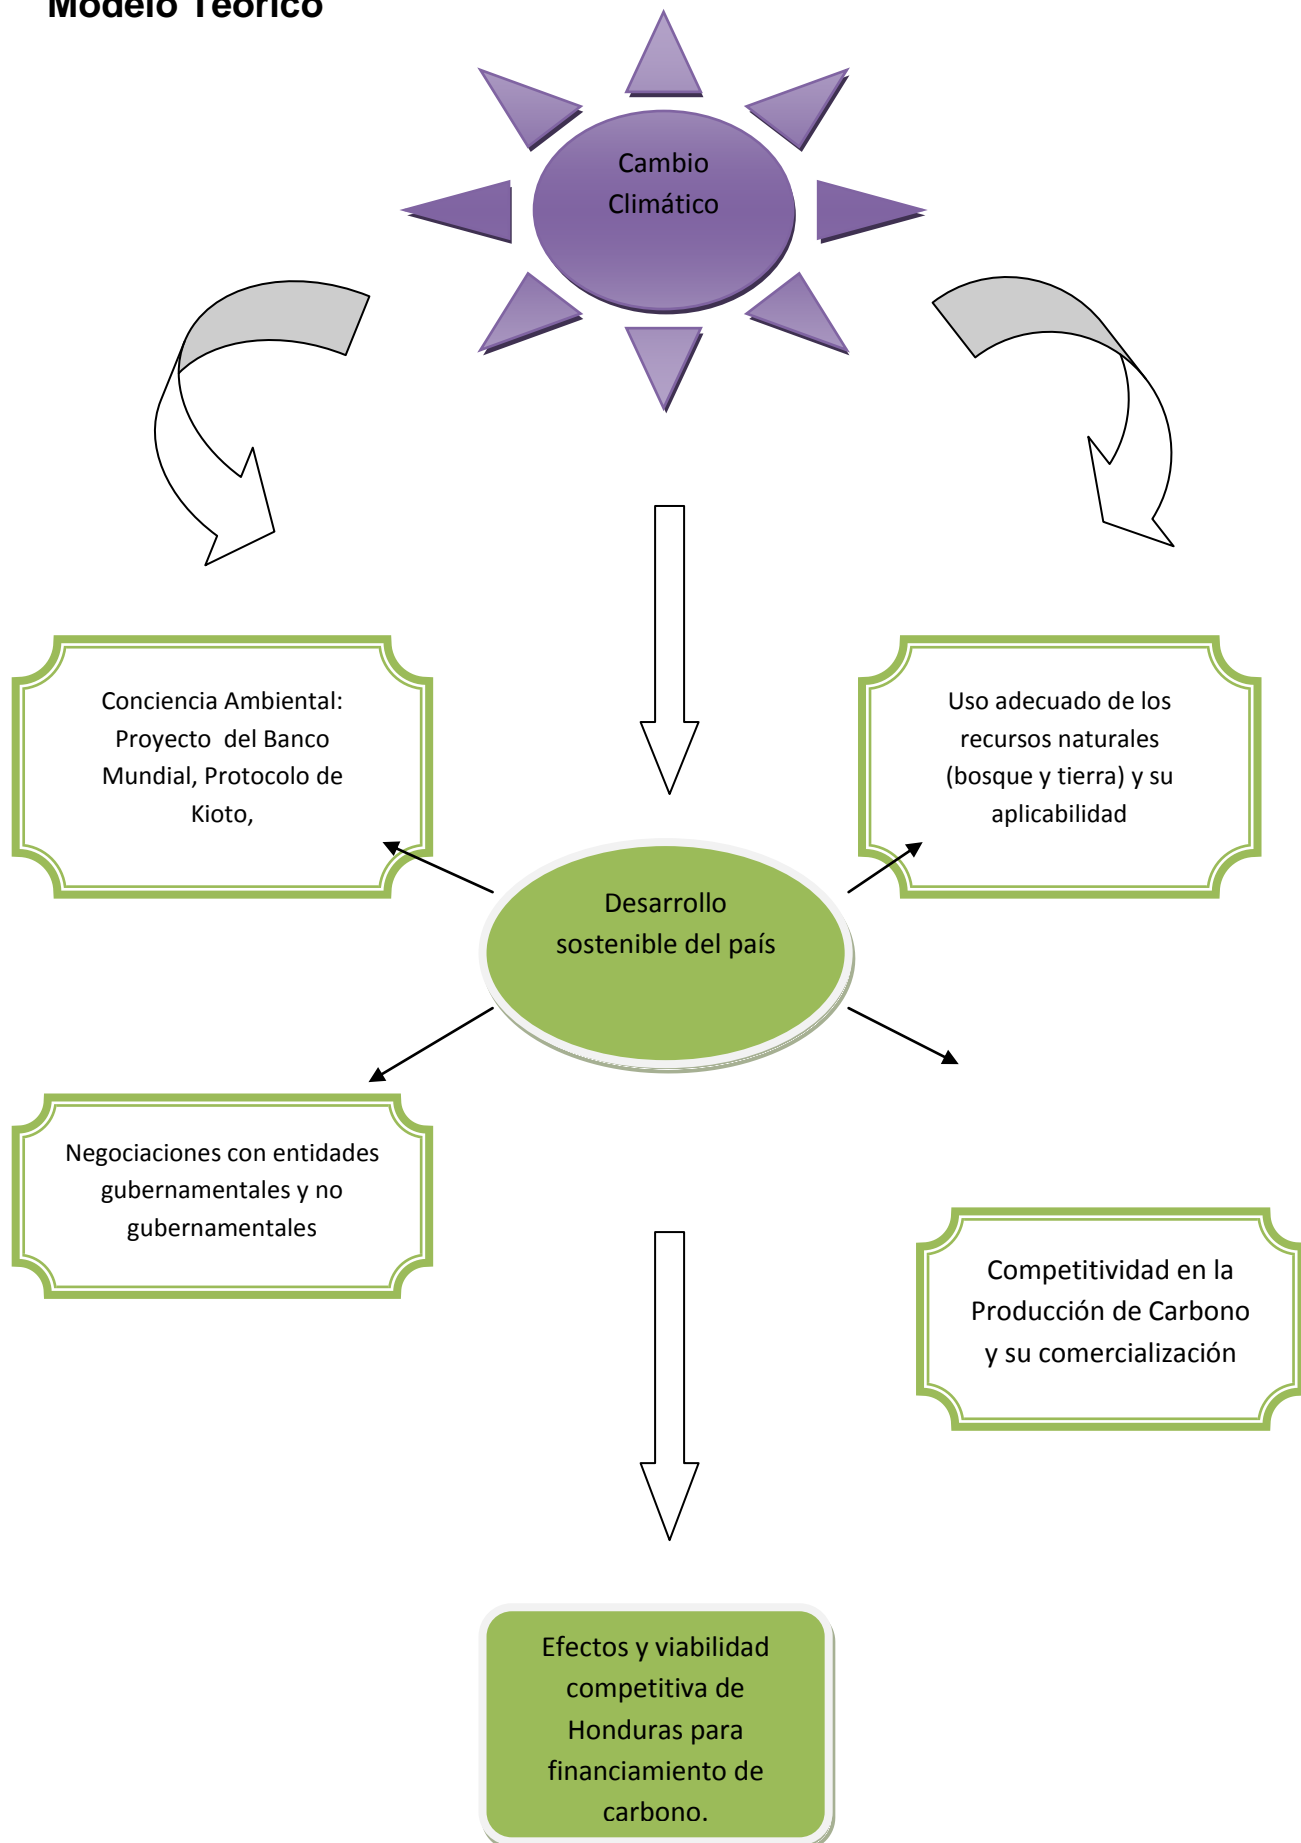 Modelo Teórico
Cambio
Climático
Conciencia Ambiental:
Proyecto del Banco
Mundial, Protocolo de
Kioto,
Uso adecuado de los
recursos naturales
(bosque y tierra) y su
aplicabilidad
Desarrollo
sostenible del país
Negociaciones con entidades
gubernamentales y no
gubernamentales
Competitividad en la
Producción de Carbono
y su comercialización
Efectos y viabilidad
competitiva de
Honduras para
financiamiento de
carbono.